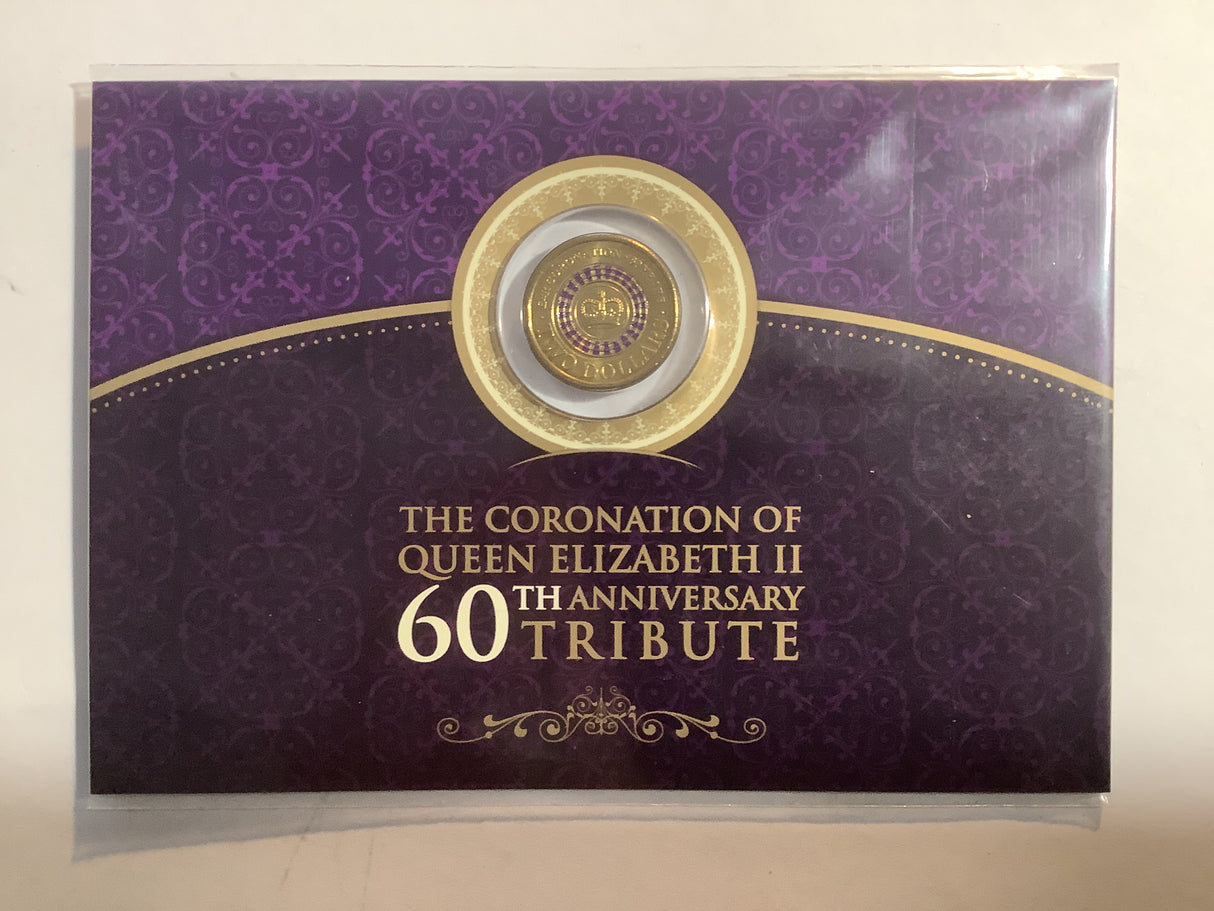 TWO DOLLARS
THE CORONATION OF
QUEEN ELIZABETH II
60TH ANNIVERSARY
TRIBUTE